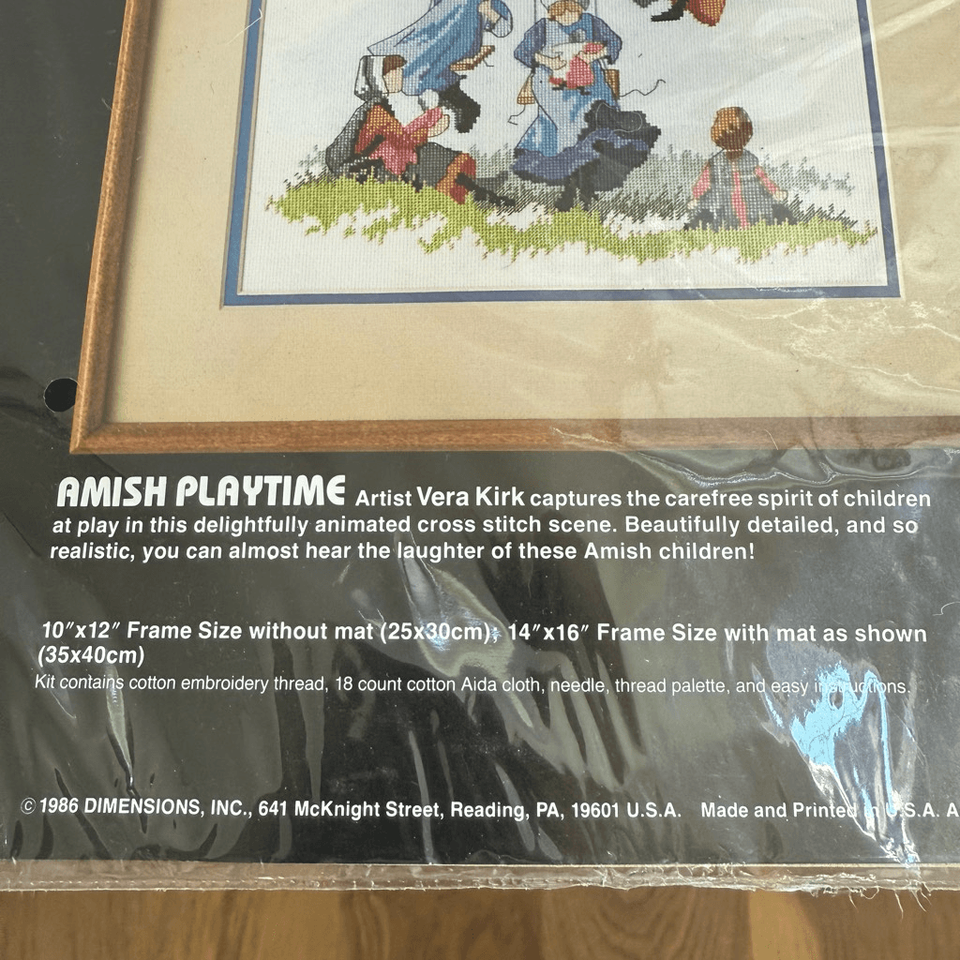 AMISH PLAYTIME Artist Vera Kirk captures the carefree spirit of children
at play in this delightfully animated cross stitch scene. Beautifully detailed, and so
realistic, you can almost hear the laughter of these Amish children!
10"x12" Frame Size without mat (25x30cm); 14"x16" Frame Size with mat as shown
(35x40cm)
Kit contains cotton embroidery thread, 18 count cotton Aida cloth, needle, thread palette, and easy instructions.
© 1986 DIMENSIONS, INC., 641 McKnight Street, Reading, PA, 19601 U.S.A. Made and Printed in U.S.A. A